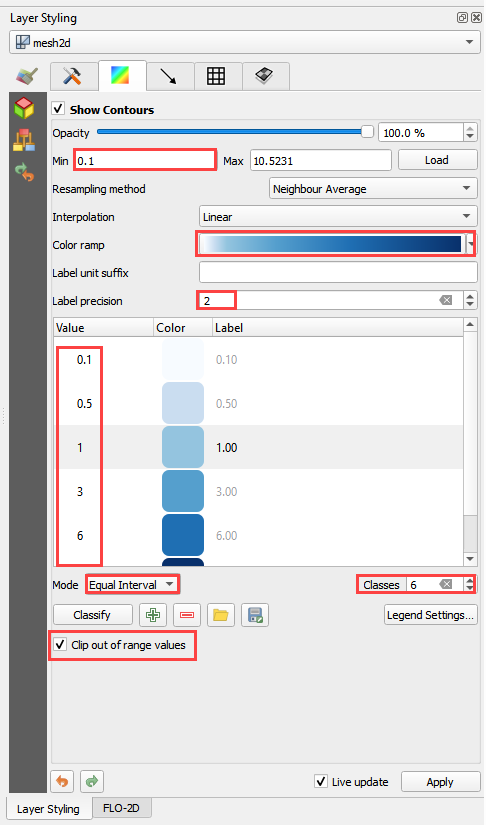 Layer Styling
mesh2d
Show Contours
Opacity 100.0 %
Min 0.1 Max 10.5231 Load
Resampling method Neighbour Average
Interpolation Linear
Color ramp
Label unit suffix
Label precision 2
Value Color Label
0.1 0.10
0.5 0.50
1 1.00
3 3.00
6 6.00
Mode Equal Interval Classes 6
Classify Legend Settings...
Clip out of range values
Live update Apply
Layer Styling FLO-2D